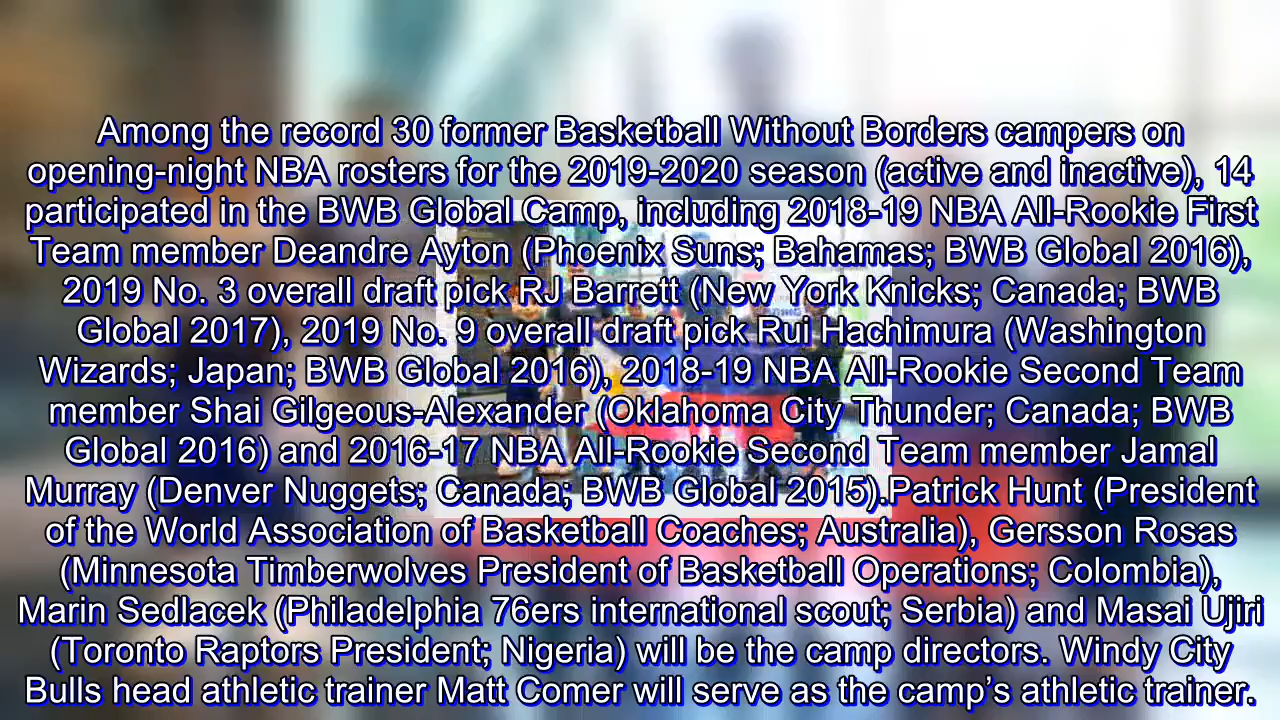 Among the record 30 former Basketball Without Borders campers on
opening-night NBA rosters for the 2019-2020 season (active and inactive), 14
participated in the BWB Global Camp, including 2018-19 NBA All-Rookie First
Team member Deandre Ayton (Phoenix Suns; Bahamas; BWB Global 2016),
2019 No. 3 overall draft pick RJ Barrett (New York Knicks; Canada; BWB
Global 2017), 2019 No. 9 overall draft pick Rui Hachimura (Washington
Wizards; Japan; BWB Global 2016), 2018-19 NBA All-Rookie Second Team
member Shai Gilgeous-Alexander (Oklahoma City Thunder; Canada; BWB
Global 2016) and 2016-17 NBA All-Rookie Second Team member Jamal
Murray (Denver Nuggets; Canada; BWB Global 2015).Patrick Hunt (President
of the World Association of Basketball Coaches; Australia), Gersson Rosas
(Minnesota Timberwolves President of Basketball Operations; Colombia),
Marin Sedlacek (Philadelphia 76ers international scout; Serbia) and Masai Ujiri
(Toronto Raptors President; Nigeria) will be the camp directors. Windy City
Bulls head athletic trainer Matt Comer will serve as the camp’s athletic trainer.